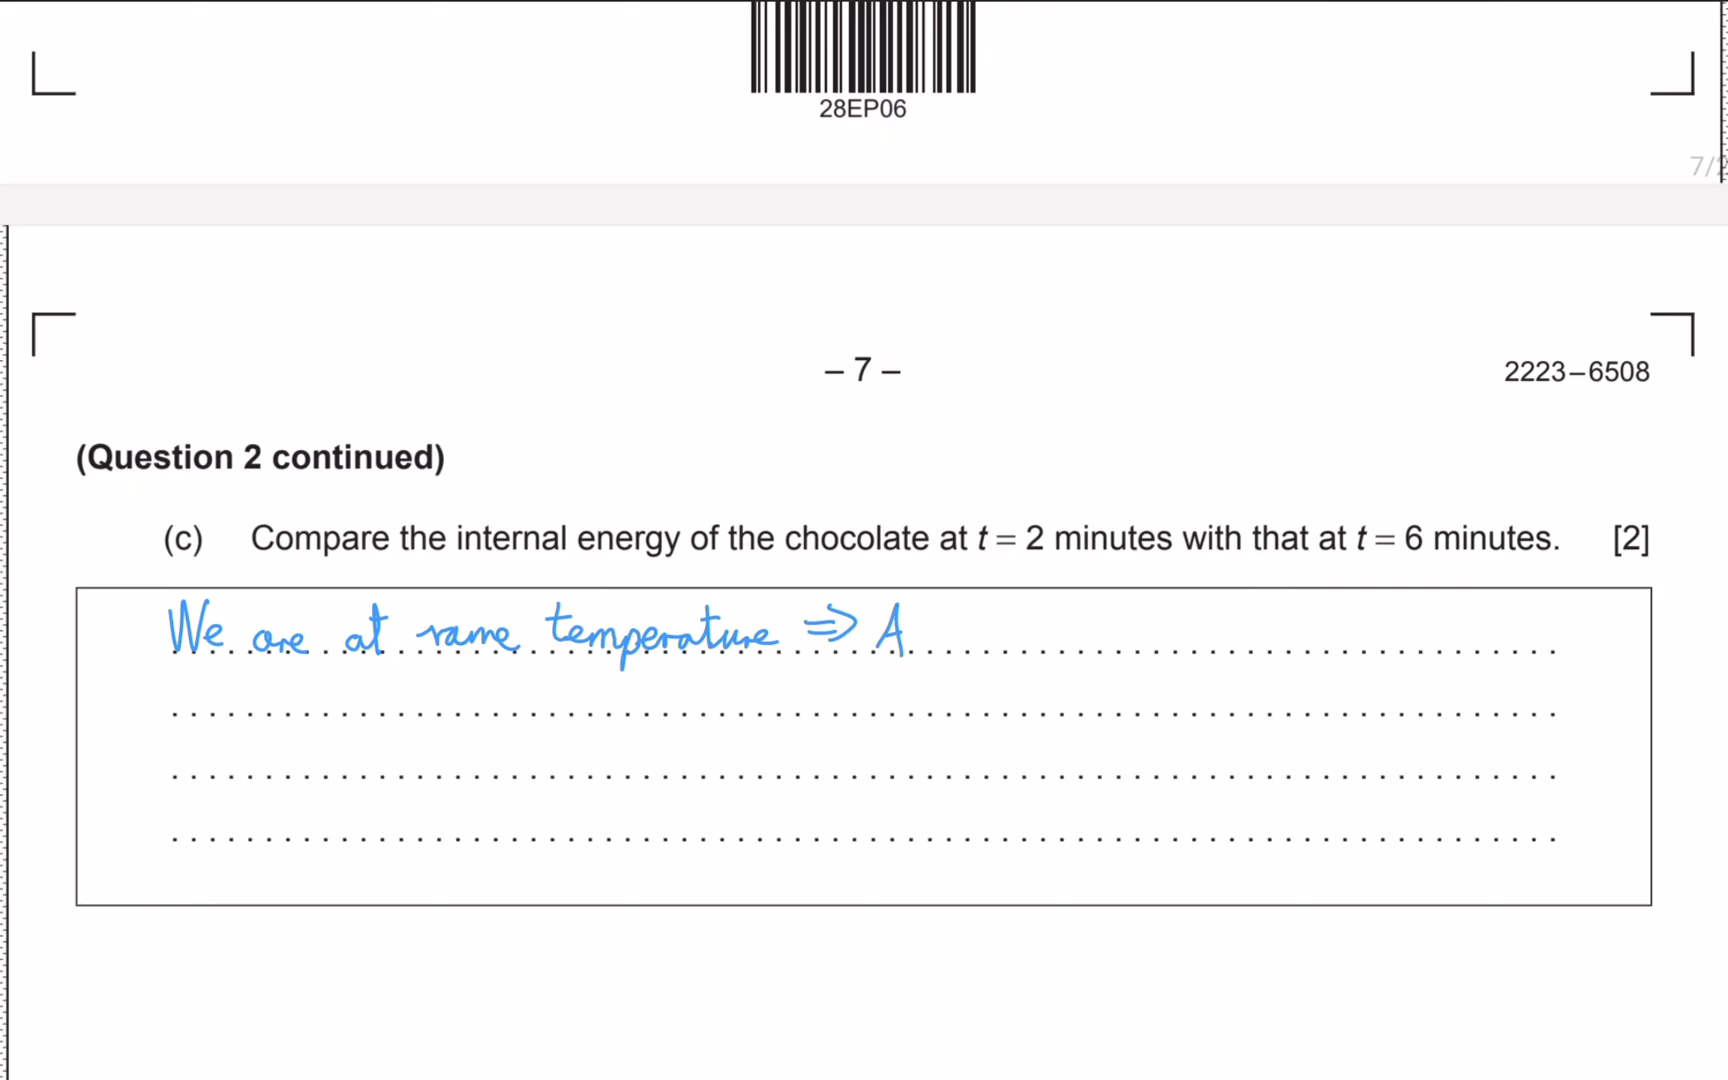 28EP06
7/2
– 7 –
2223–6508
(Question 2 continued)
(c) Compare the internal energy of the chocolate at t = 2 minutes with that at t = 6 minutes. [2]
We are at same temperature ⇒ A